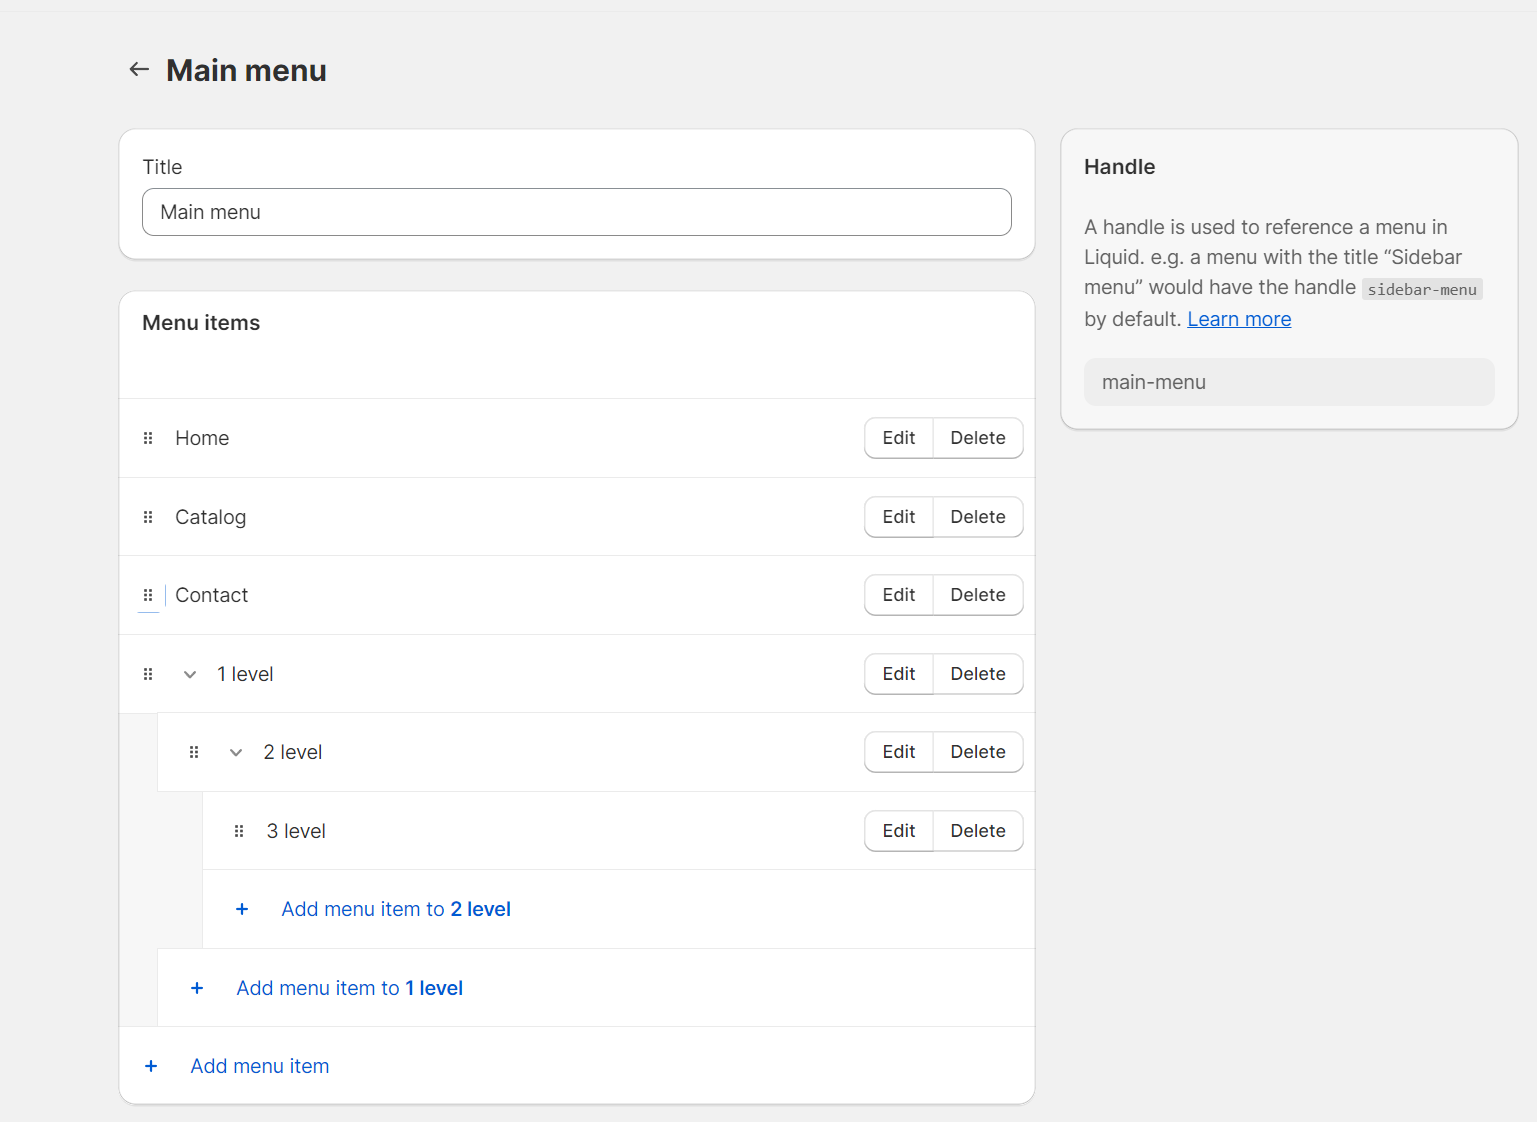 Main menu
Title
Main menu
Handle
A handle is used to reference a menu in
Liquid. e.g. a menu with the title “Sidebar
menu” would have the handle sidebar-menu
by default. Learn more
main-menu
Menu items
Home Edit Delete
Catalog Edit Delete
Contact Edit Delete
1 level Edit Delete
2 level Edit Delete
3 level Edit Delete
+ Add menu item to 2 level
+ Add menu item to 1 level
+ Add menu item